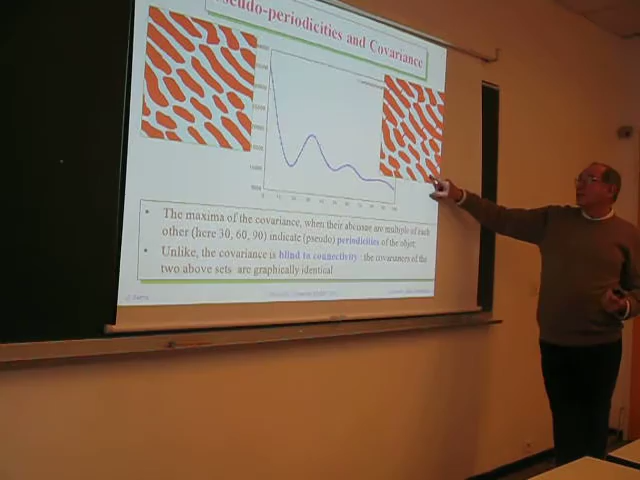 Pseudo-periodicities and Covariance
• The maxima of the covariance, when their abcissae are multiple of each
other (here 30, 60, 90) indicate (pseudo) periodicities of the objet.
• Unlike, the covariance is blind to connectivity : the covariances of the
two above sets are graphically identical